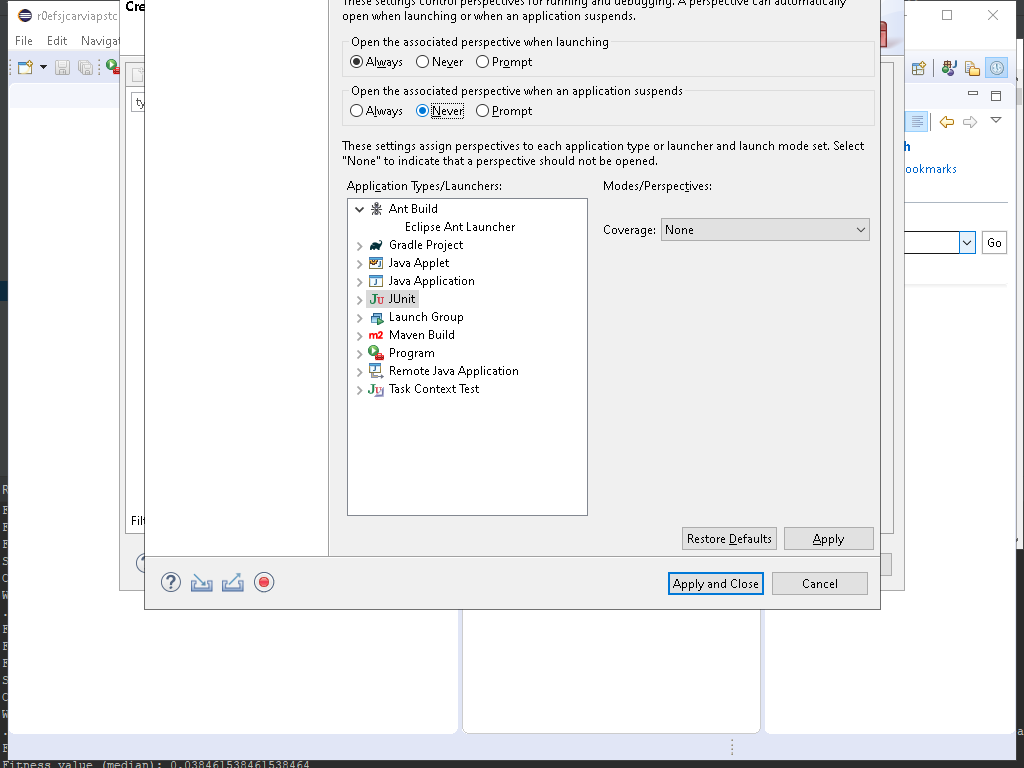 r0efsjcarviapstc
Cre
These settings control perspectives for running and debugging. A perspective can automatically
open when launching or when an application suspends.
File Edit Naviga
Open the associated perspective when launching
Always Never Prompt
Open the associated perspective when an application suspends
Always Never Prompt
ty
These settings assign perspectives to each application type or launcher and launch mode set. Select
"None" to indicate that a perspective should not be opened.
h
ookmarks
Application Types/Launchers:
Modes/Perspectives:
Ant Build
Eclipse Ant Launcher
Coverage: None
Go
Gradle Project
Java Applet
Java Application
JUnit
Launch Group
m2 Maven Build
Program
Remote Java Application
Task Context Test
Filt
Restore Defaults Apply
Apply and Close Cancel
Fitness value (median): 0.038461538461538464